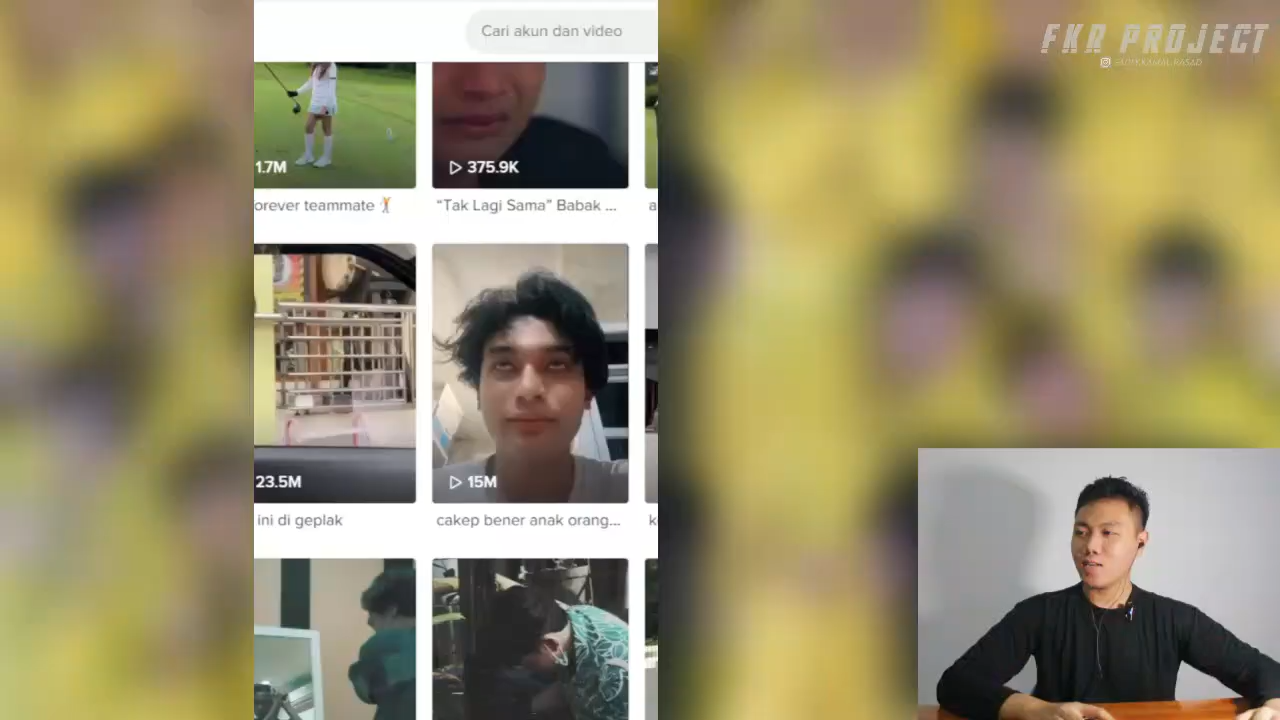 Cari akun dan video
FKR PROJECT
1.7M
375.9K
orever teammate
“Tak Lagi Sama” Babak ...
a
23.5M
15M
ini di geplak
cakep bener anak orang...
k